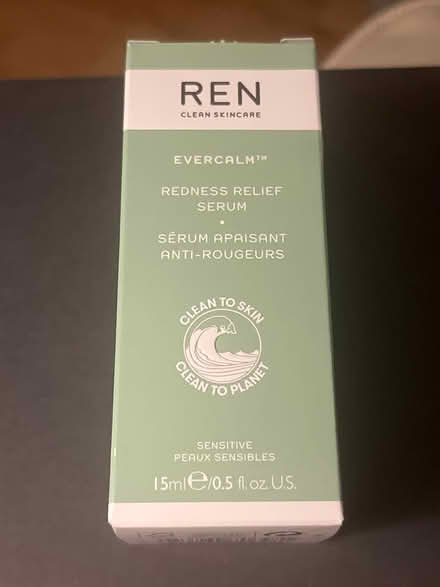 REN
CLEAN SKINCARE
EVERCALM™
REDNESS RELIEF
SERUM
•
SÉRUM APAISANT
ANTI-ROUGEURS
CLEAN TO SKIN
CLEAN TO PLANET
SENSITIVE
PEAUX SENSIBLES
15ml℮/0.5 fl. oz. U.S.